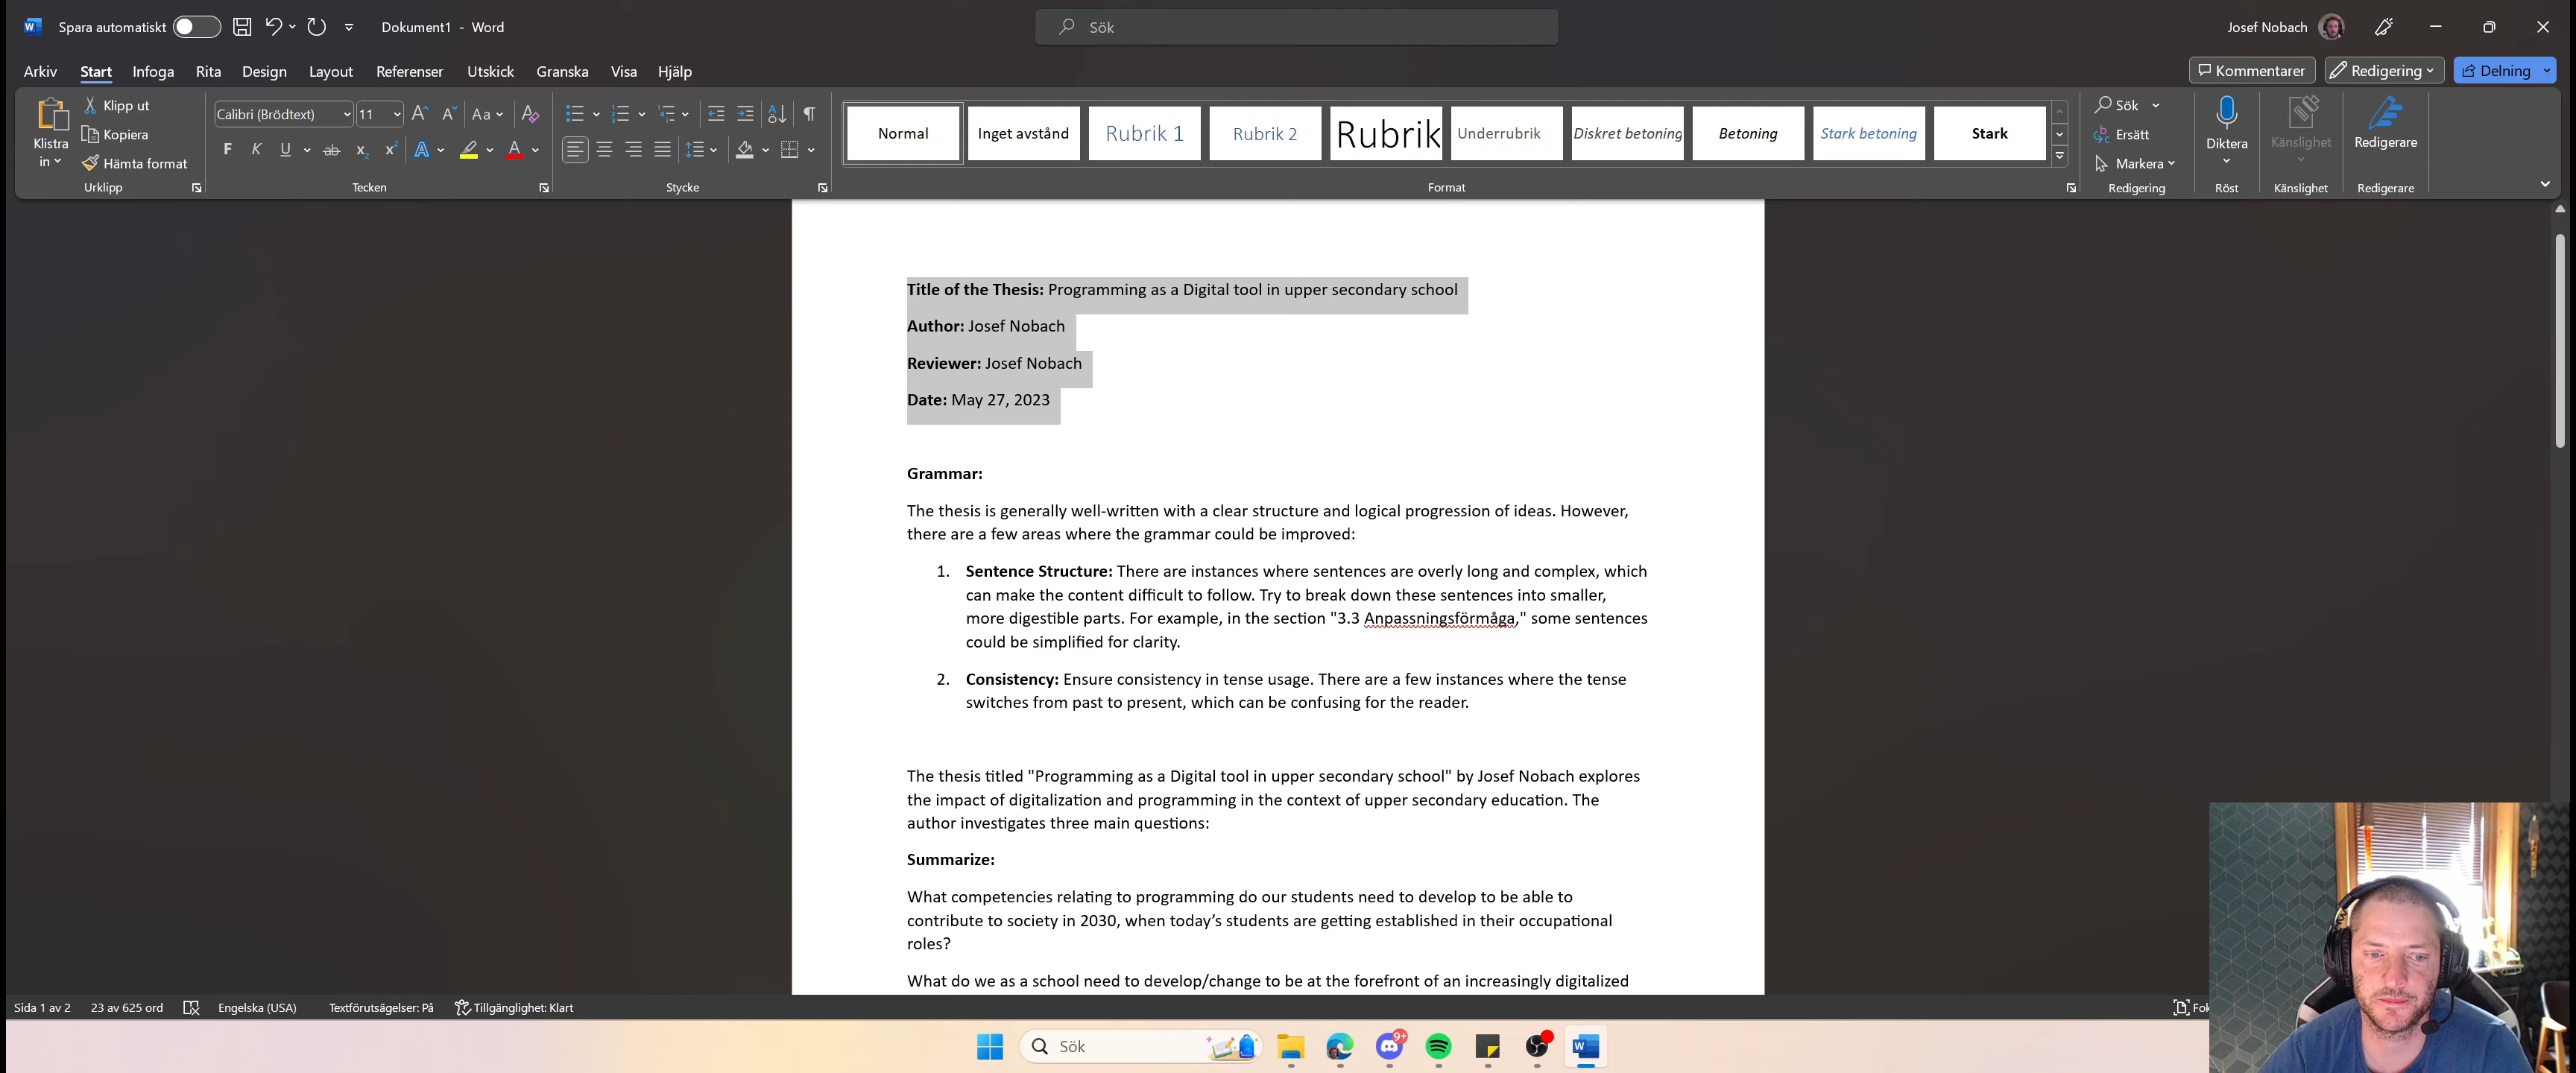 Spara automatiskt
Dokument1 - Word
Sök
Josef Nobach
Arkiv Start Infoga Rita Design Layout Referenser Utskick Granska Visa Hjälp
Kommentarer Redigering Delning
Klistra in
Klipp ut
Kopiera
Hämta format
Urklipp
Calibri (Brödtext) 11
Aa
F K U ab x₂ x² A A
Tecken
Stycke
Normal
Inget avstånd
Rubrik 1
Rubrik 2
Rubrik
Underrubrik
Diskret betoning
Betoning
Stark betoning
Stark
Format
Sök
Ersätt
Markera
Redigering
Diktera
Röst
Känslighet
Känslighet
Redigerare
Redigerare
Title of the Thesis: Programming as a Digital tool in upper secondary school
Author: Josef Nobach
Reviewer: Josef Nobach
Date: May 27, 2023
Grammar:
The thesis is generally well-written with a clear structure and logical progression of ideas. However,
there are a few areas where the grammar could be improved:
1. Sentence Structure: There are instances where sentences are overly long and complex, which
can make the content difficult to follow. Try to break down these sentences into smaller,
more digestible parts. For example, in the section "3.3 Anpassningsförmåga," some sentences
could be simplified for clarity.
2. Consistency: Ensure consistency in tense usage. There are a few instances where the tense
switches from past to present, which can be confusing for the reader.
The thesis titled "Programming as a Digital tool in upper secondary school" by Josef Nobach explores
the impact of digitalization and programming in the context of upper secondary education. The
author investigates three main questions:
Summarize:
What competencies relating to programming do our students need to develop to be able to
contribute to society in 2030, when today's students are getting established in their occupational
roles?
What do we as a school need to develop/change to be at the forefront of an increasingly digitalized
Sida 1 av 2 23 av 625 ord Engelska (USA) Textförutsägelser: På Tillgänglighet: Klart
Sök
9+